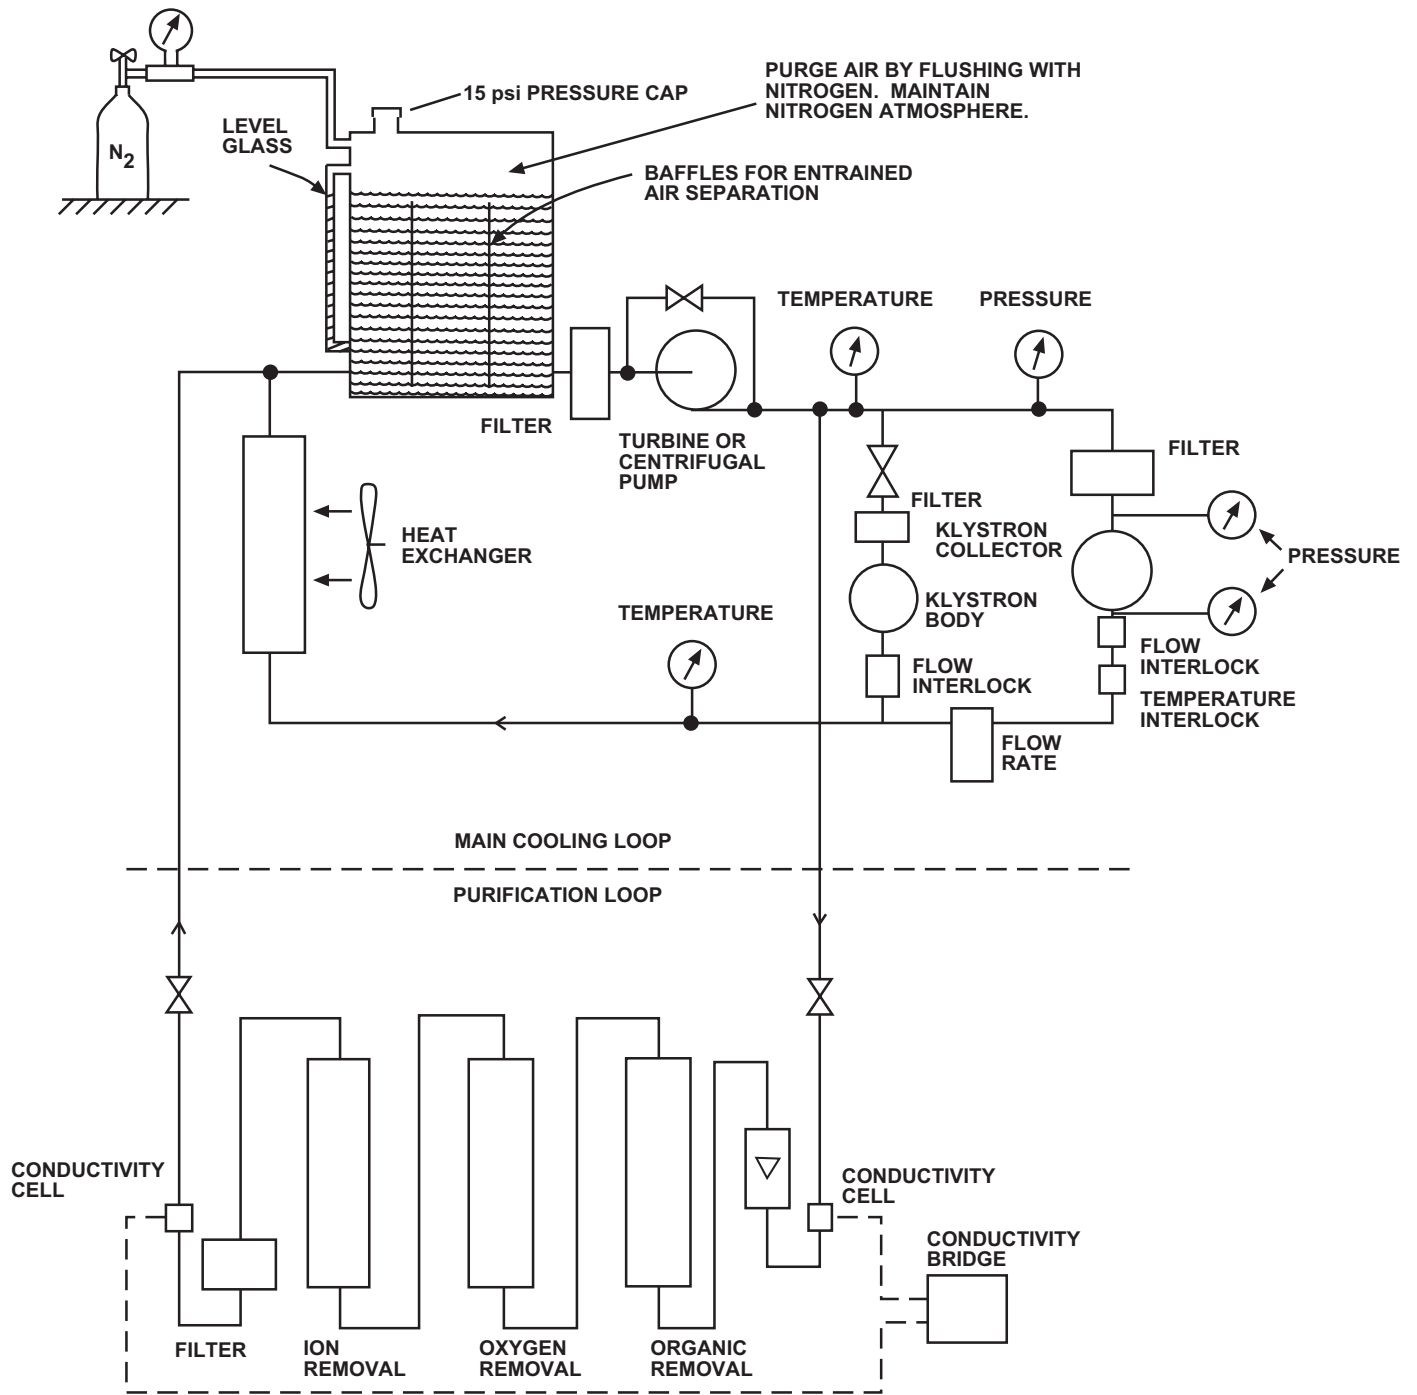 15 psi PRESSURE CAP
PURGE AIR BY FLUSHING WITH
NITROGEN.  MAINTAIN
NITROGEN ATMOSPHERE.
LEVEL
GLASS
N2
BAFFLES FOR ENTRAINED
AIR SEPARATION
TEMPERATURE
PRESSURE
FILTER
TURBINE OR
CENTRIFUGAL
PUMP
FILTER
FILTER
KLYSTRON
COLLECTOR
HEAT
EXCHANGER
PRESSURE
KLYSTRON
BODY
TEMPERATURE
FLOW
INTERLOCK
FLOW
INTERLOCK
TEMPERATURE
INTERLOCK
FLOW
RATE
MAIN COOLING LOOP
PURIFICATION LOOP
CONDUCTIVITY
CELL
CONDUCTIVITY
CELL
CONDUCTIVITY
BRIDGE
FILTER
ION
REMOVAL
OXYGEN
REMOVAL
ORGANIC
REMOVAL